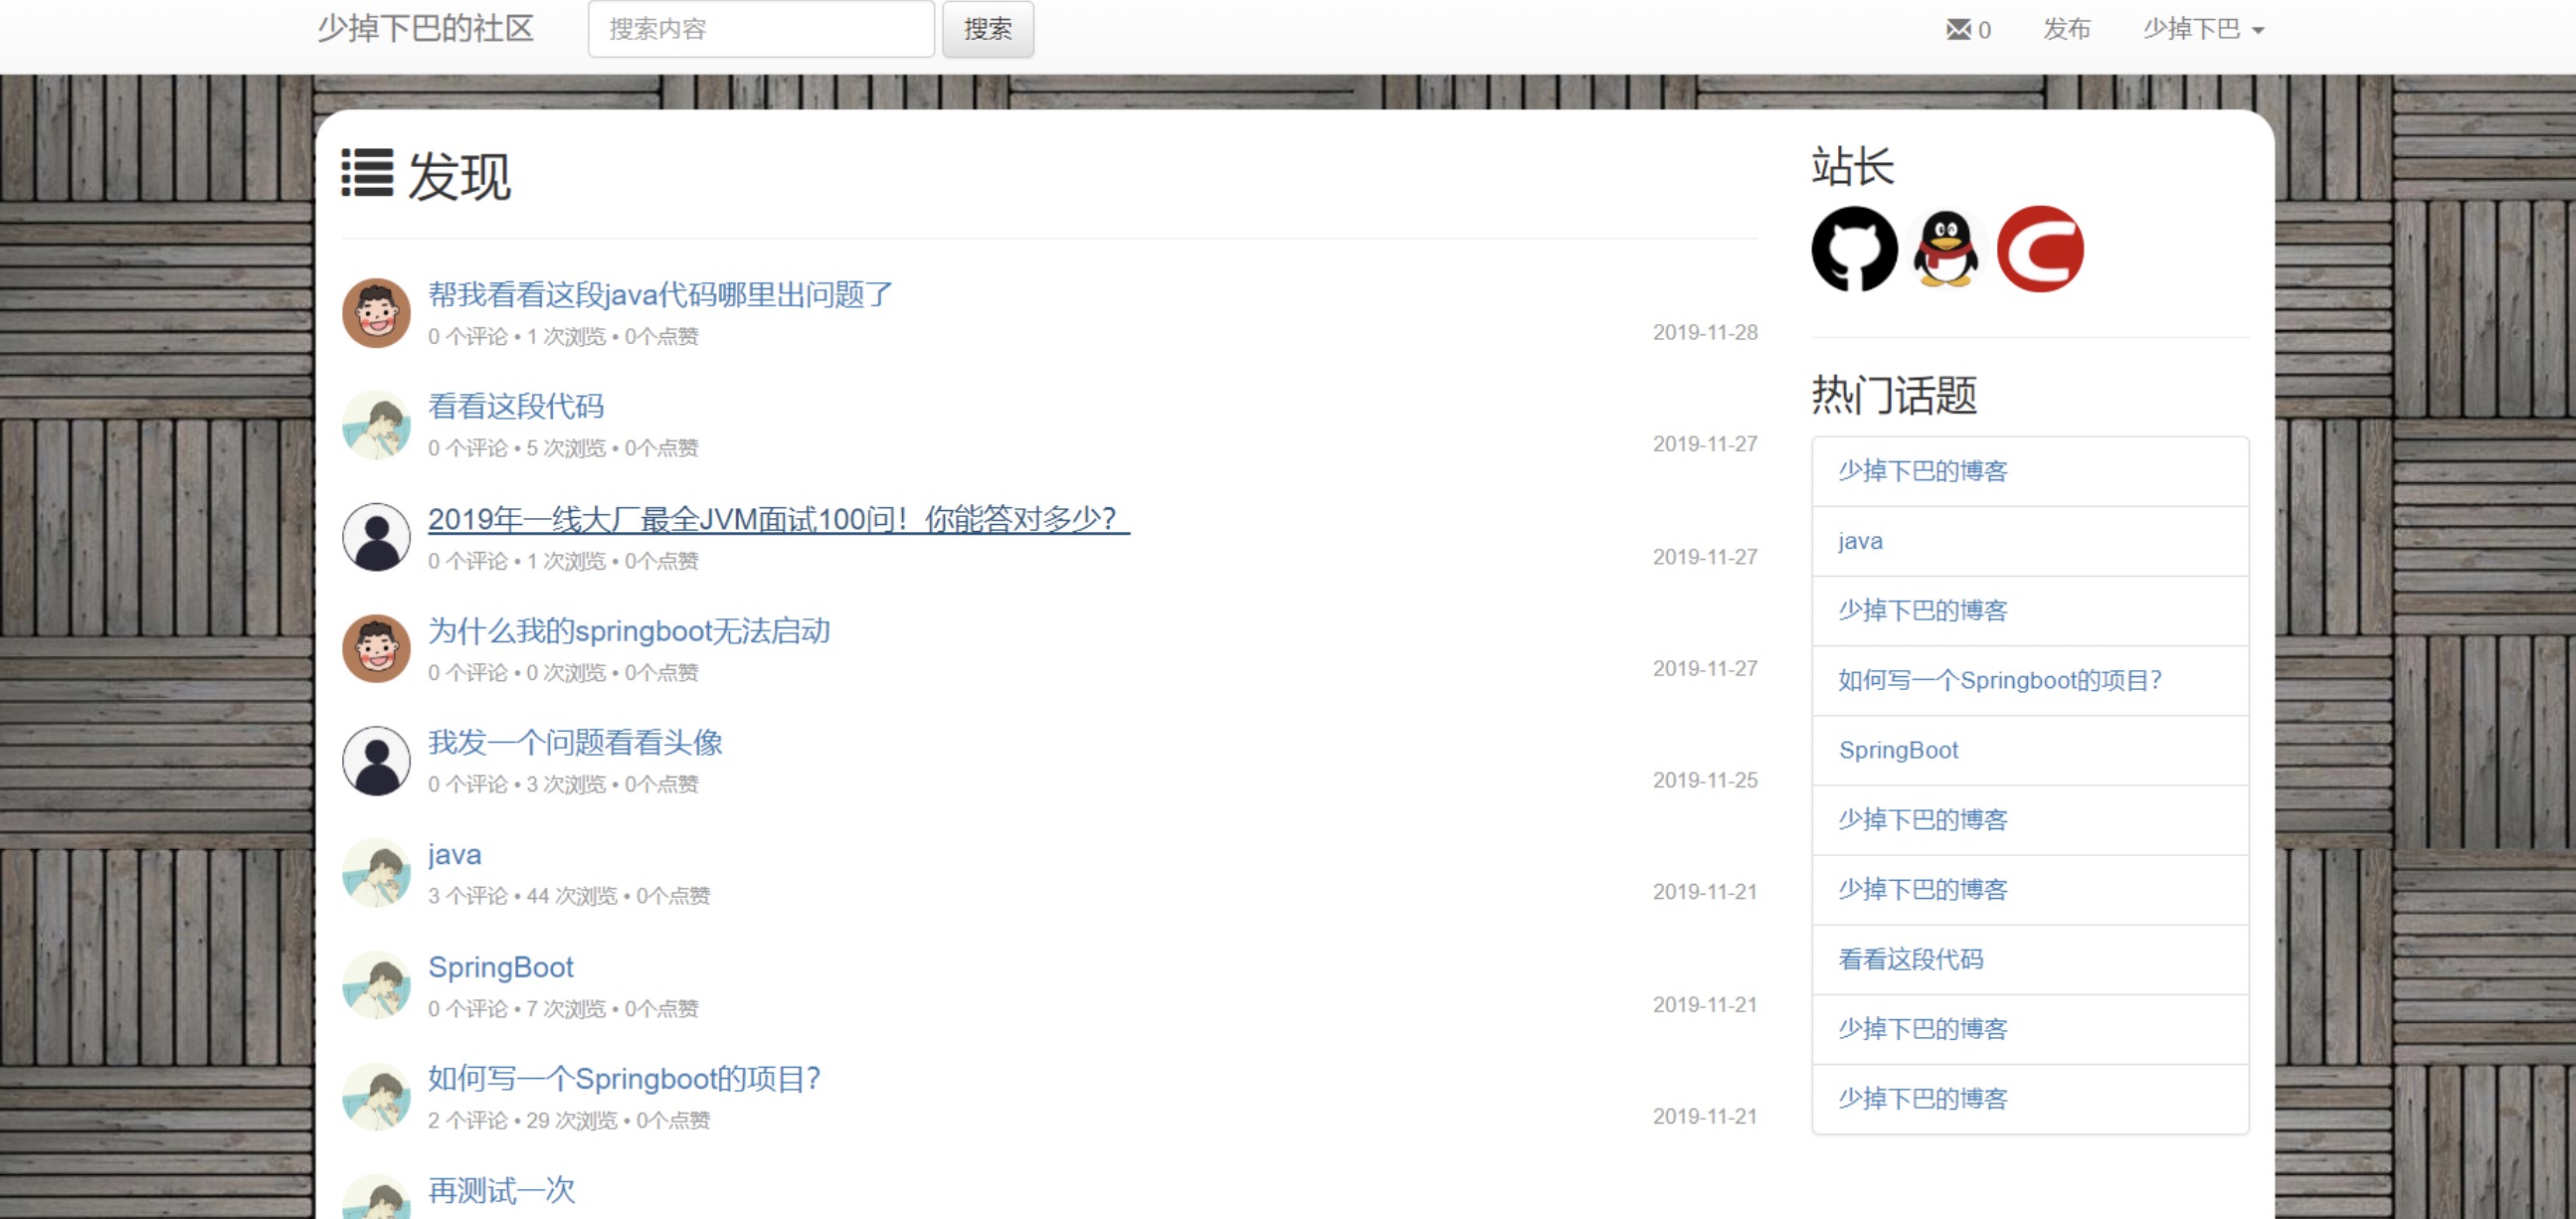 少掉下巴的社区
搜索内容
搜索
0
发布
少掉下巴
发现
帮我看看这段java代码哪里出问题了
0 个评论 • 1 次浏览 • 0个点赞
2019-11-28
看看这段代码
0 个评论 • 5 次浏览 • 0个点赞
2019-11-27
2019年一线大厂最全JVM面试100问！你能答对多少？
0 个评论 • 1 次浏览 • 0个点赞
2019-11-27
为什么我的springboot无法启动
0 个评论 • 0 次浏览 • 0个点赞
2019-11-27
我发一个问题看看头像
0 个评论 • 3 次浏览 • 0个点赞
2019-11-25
java
3 个评论 • 44 次浏览 • 0个点赞
2019-11-21
SpringBoot
0 个评论 • 7 次浏览 • 0个点赞
2019-11-21
如何写一个Springboot的项目？
2 个评论 • 29 次浏览 • 0个点赞
2019-11-21
再测试一次
站长
热门话题
少掉下巴的博客
java
少掉下巴的博客
如何写一个Springboot的项目？
SpringBoot
少掉下巴的博客
少掉下巴的博客
看看这段代码
少掉下巴的博客
少掉下巴的博客